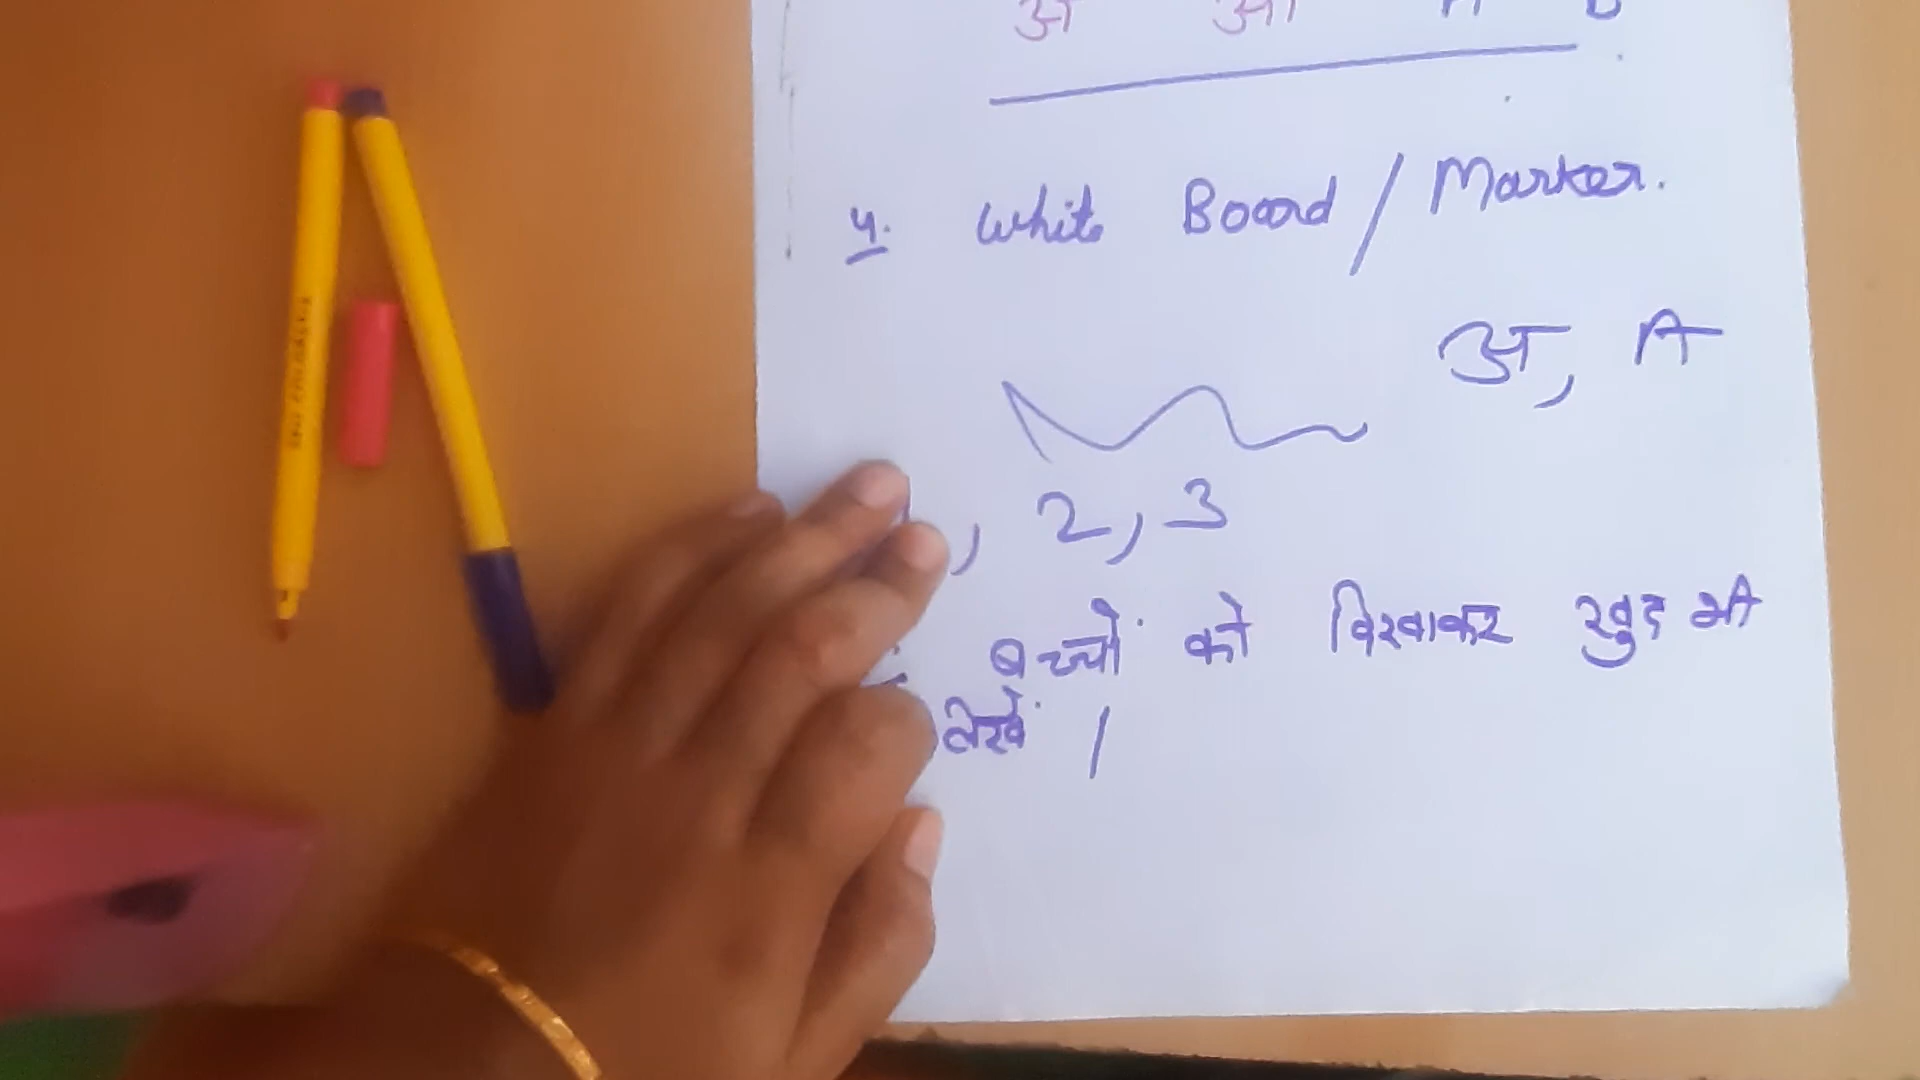 अ आ A B
4. White Board / Marker.
अ, A
, 2, 3
बच्चों को दिखाकर खुद भी
लिखें |